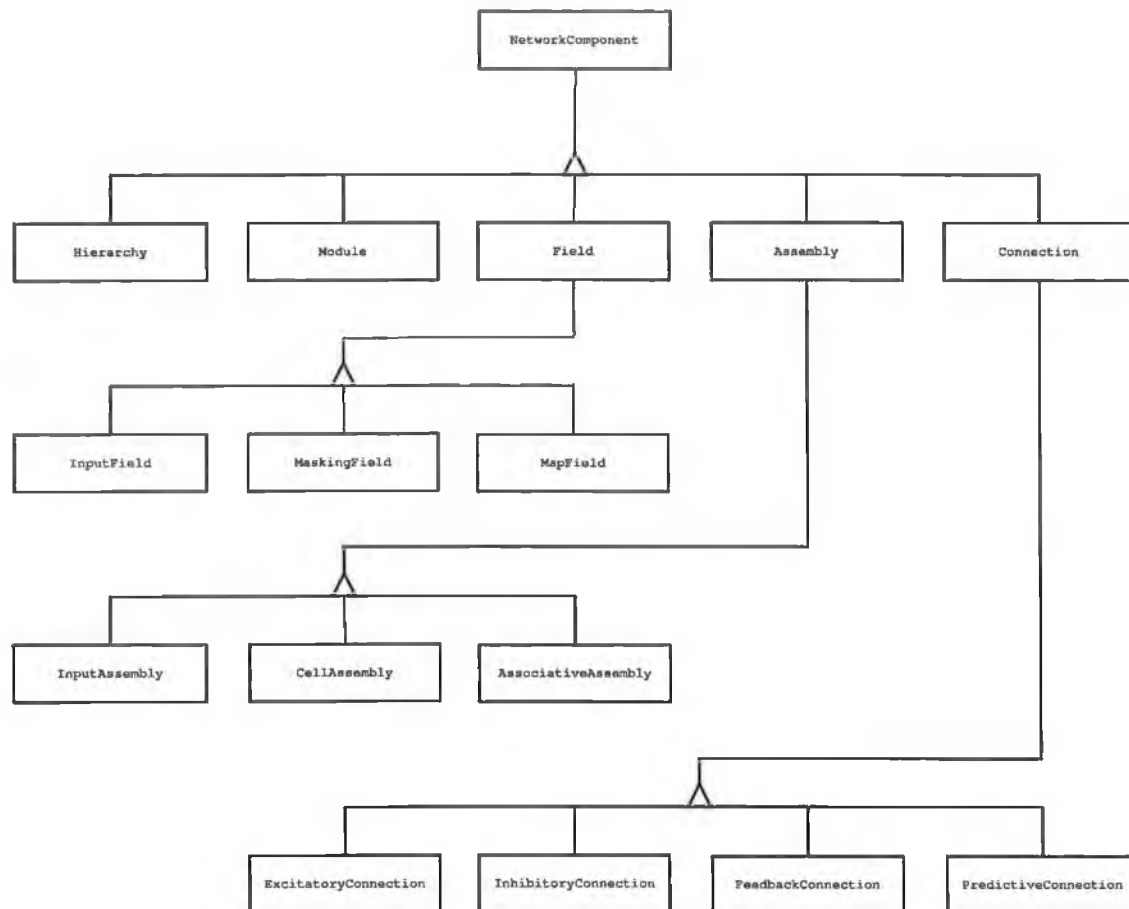 NetworkComponent
Hierarchy
Module
Field
Assembly
Connection
InputField
MaskingField
MapField
InputAssembly
CellAssembly
AssociativeAssembly
ExcitatoryConnection
InhibitoryConnection
FeedbackConnection
PredictiveConnection